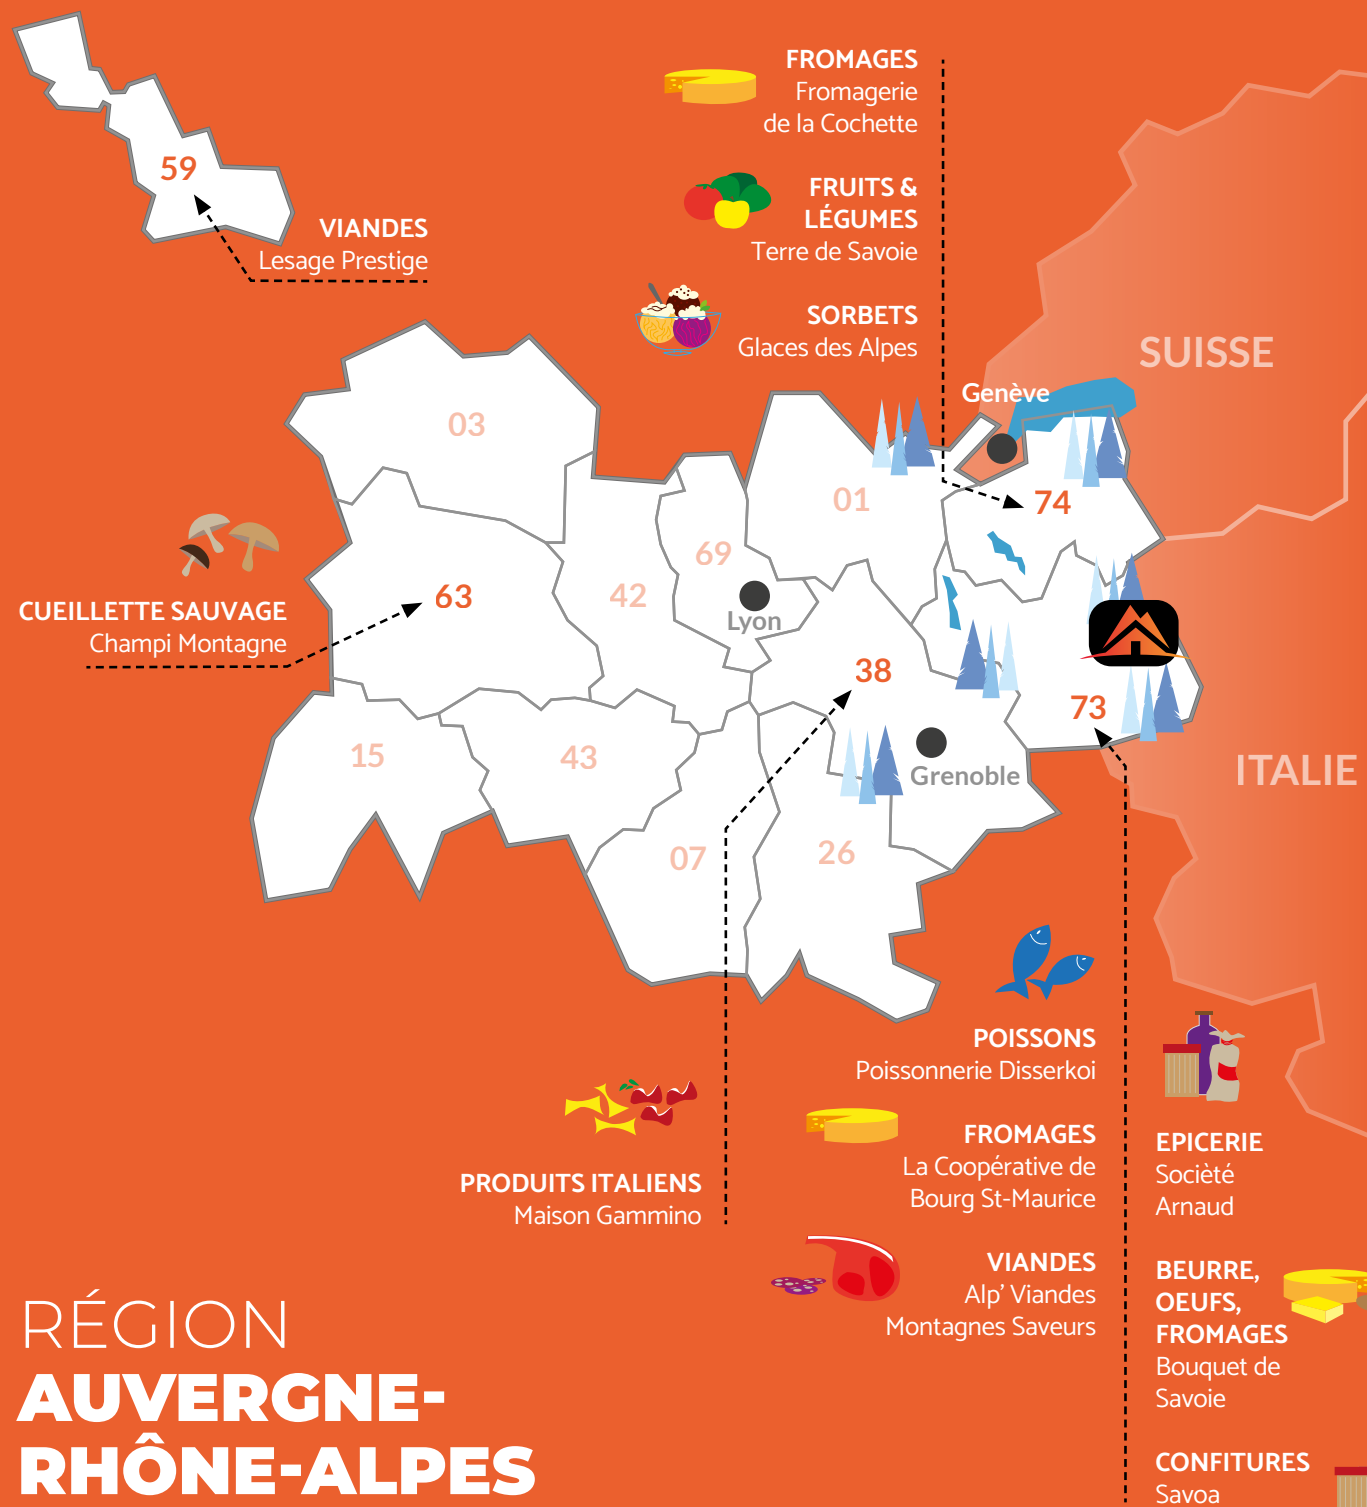 59
VIANDES
Lesage Prestige
FROMAGES
Fromagerie
de la Cochette
FRUITS &
LÉGUMES
Terre de Savoie
SORBETS
Glaces des Alpes
SUISSE
Genève
03
01
74
69
63
42
Lyon
CUEILLETTE SAUVAGE
Champi Montagne
38
73
15
43
Grenoble
ITALIE
07
26
POISSONS
Poissonnerie Disserkoi
FROMAGES
La Coopérative de
Bourg St-Maurice
VIANDES
Alp’ Viandes
Montagnes Saveurs
PRODUITS ITALIENS
Maison Gammino
EPICERIE
Socièté
Arnaud
BEURRE,
OEUFS,
FROMAGES
Bouquet de
Savoie
CONFITURES
Savoa
RÉGION
AUVERGNE-
RHÔNE-ALPES